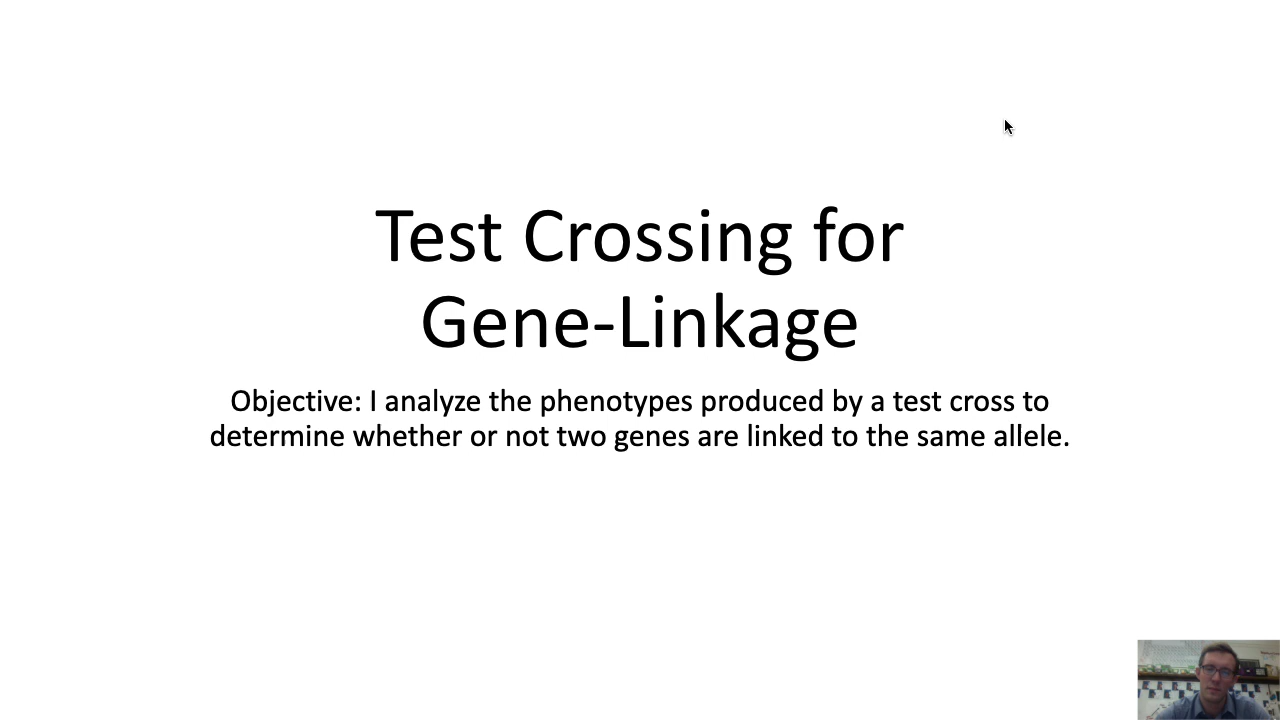 Test Crossing for
Gene-Linkage
Objective: I analyze the phenotypes produced by a test cross to
determine whether or not two genes are linked to the same allele.